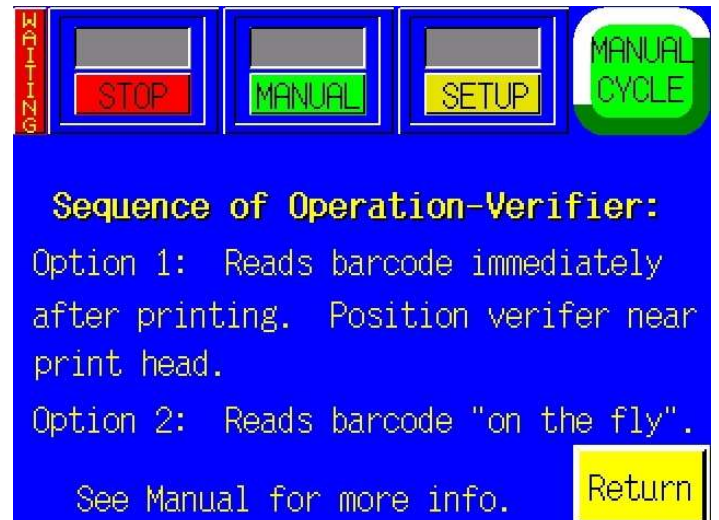 WAITING
STOP
MANUAL
SETUP
MANUAL
CYCLE
Sequence of Operation-Verifier:
Option 1: Reads barcode immediately
after printing. Position verifer near
print head.
Option 2: Reads barcode "on the fly".
See Manual for more info.
Return